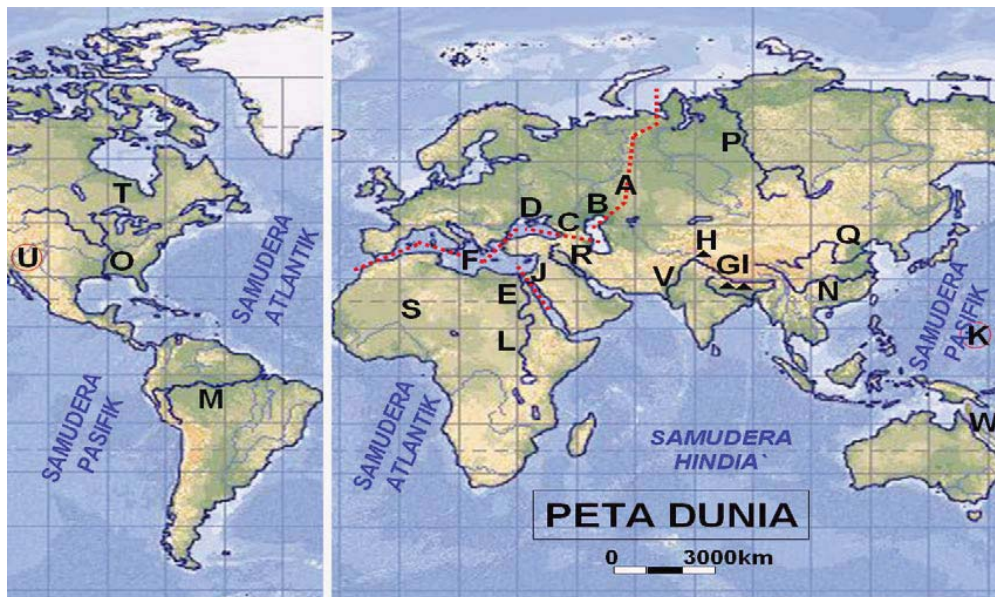 P
T
A
B
D
C
Q
U
O
H
F
R
J
GI
V
N
E
S
SAMUDERA
ATLANTIK
L
SAMUDERA
PASIFIK
K
M
SAMUDERA
PASIFIK
SAMUDERA
ATLANTIK
W
SAMUDERA
HINDIA`
PETA DUNIA
0 3000km